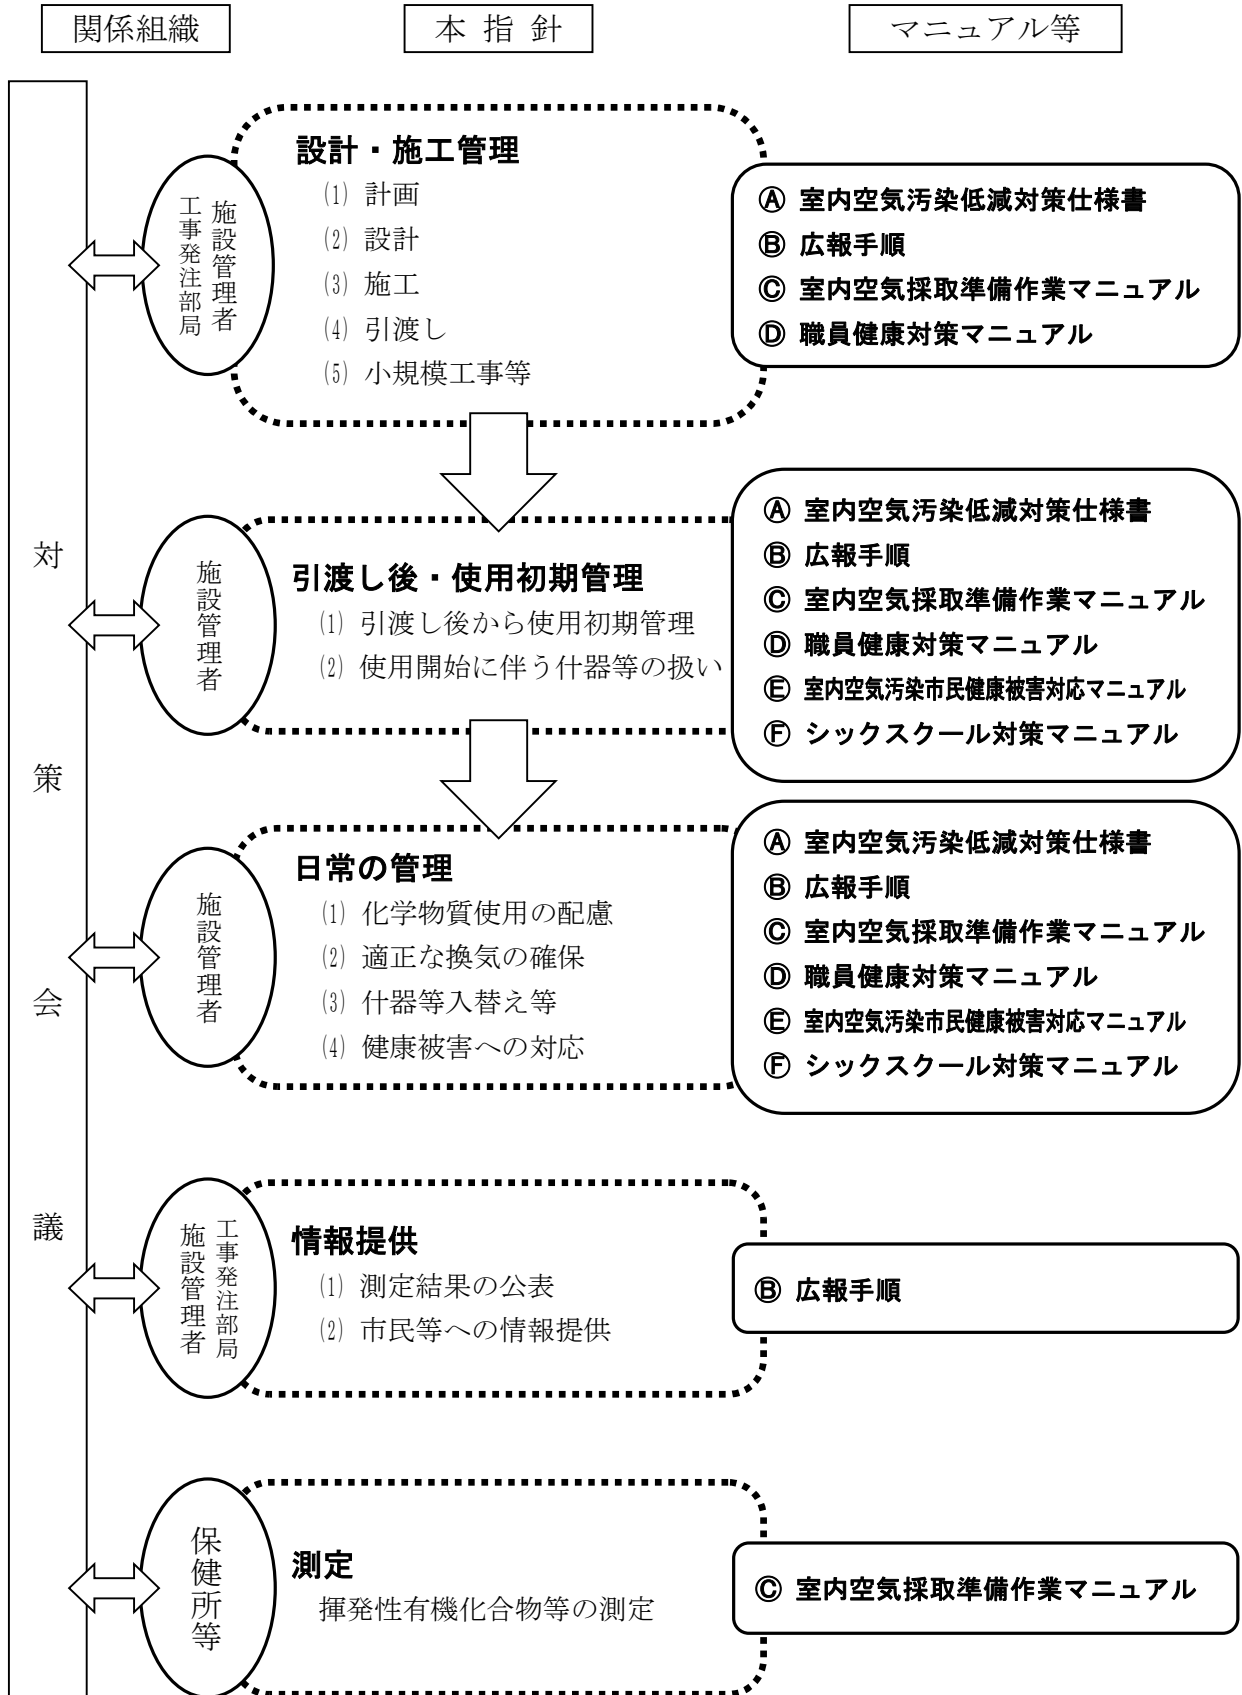 関係組織
本 指 針
マニュアル等
対策会議
施設管理者
工事発注部局
設計・施工管理
⑴ 計画
⑵ 設計
⑶ 施工
⑷ 引渡し
⑸ 小規模工事等
Ⓐ 室内空気汚染低減対策仕様書
Ⓑ 広報手順
Ⓒ 室内空気採取準備作業マニュアル
Ⓓ 職員健康対策マニュアル
施設管理者
引渡し後・使用初期管理
⑴ 引渡し後から使用初期管理
⑵ 使用開始に伴う什器等の扱い
Ⓐ 室内空気汚染低減対策仕様書
Ⓑ 広報手順
Ⓒ 室内空気採取準備作業マニュアル
Ⓓ 職員健康対策マニュアル
Ⓔ 室内空気汚染市民健康被害対応マニュアル
Ⓕ シックスクール対策マニュアル
施設管理者
日常の管理
⑴ 化学物質使用の配慮
⑵ 適正な換気の確保
⑶ 什器等入替え等
⑷ 健康被害への対応
Ⓐ 室内空気汚染低減対策仕様書
Ⓑ 広報手順
Ⓒ 室内空気採取準備作業マニュアル
Ⓓ 職員健康対策マニュアル
Ⓔ 室内空気汚染市民健康被害対応マニュアル
Ⓕ シックスクール対策マニュアル
工事発注部局
施設管理者
情報提供
⑴ 測定結果の公表
⑵ 市民等への情報提供
Ⓑ 広報手順
保健所等
測定
揮発性有機化合物等の測定
Ⓒ 室内空気採取準備作業マニュアル